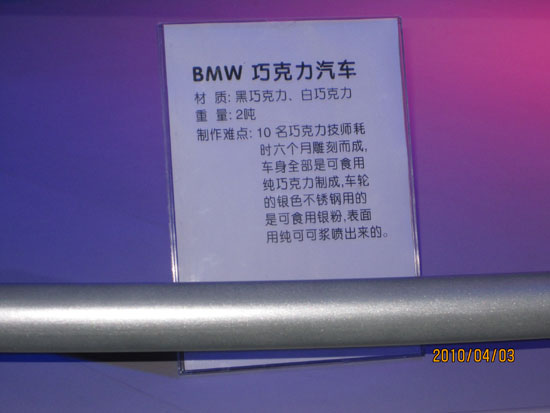 BMW 巧克力汽车
材 质: 黑巧克力、白巧克力
重 量: 2吨
制作难点: 10 名巧克力技师耗
时六个月雕刻而成,
车身全部是可食用
纯巧克力制成,车轮
的银色不锈钢用的
是可食用银粉,表面
用纯可可浆喷出来的。
2010/04/03